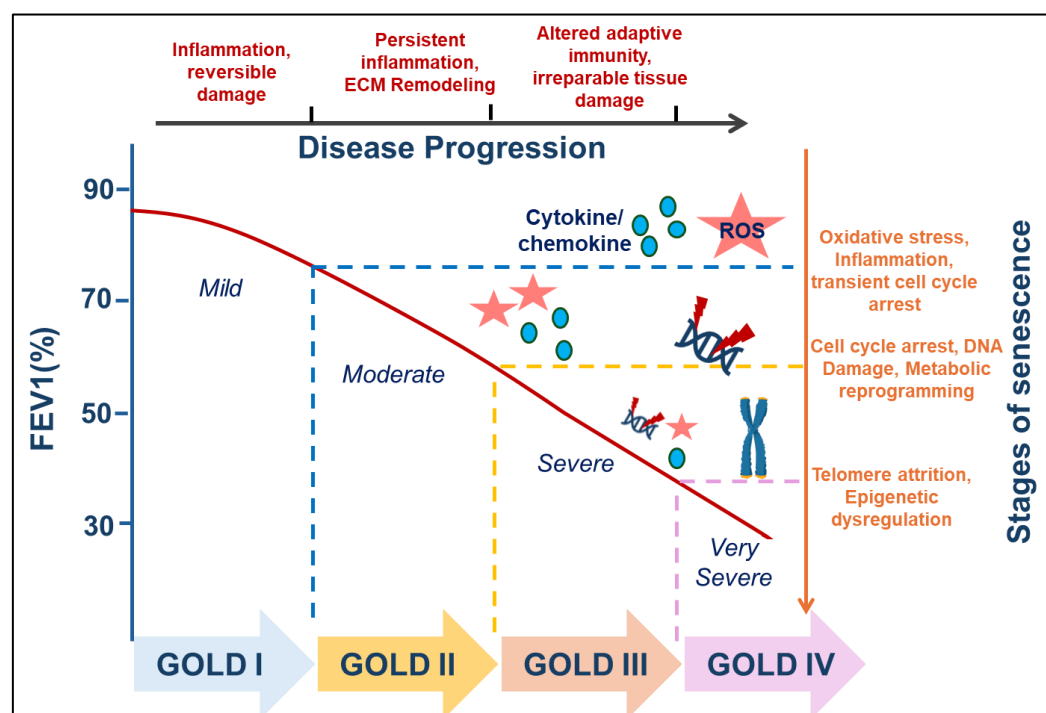 Inflammation,
reversible
damage
Persistent
inflammation,
ECM Remodeling
Altered adaptive
immunity,
irreparable tissue
damage
Disease Progression
FEV1(%)
90
70
50
30
Mild
Moderate
Severe
Very
Severe
Cytokine/
chemokine
ROS
Oxidative stress,
Inflammation,
transient cell cycle
arrest
Cell cycle arrest, DNA
Damage, Metabolic
reprogramming
Telomere attrition,
Epigenetic
dysregulation
Stages of senescence
GOLD I
GOLD II
GOLD III
GOLD IV